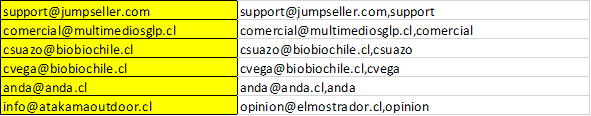 support@jumpseller.com support@jumpseller.com,support
comercial@multimediosglp.cl comercial@multimediosglp.cl,comercial
csuazo@biobiochile.cl csuazo@biobiochile.cl,csuazo
cvega@biobiochile.cl cvega@biobiochile.cl,cvega
anda@anda.cl anda@anda.cl,anda
info@atakamaoutdoor.cl opinion@elmostrador.cl,opinion